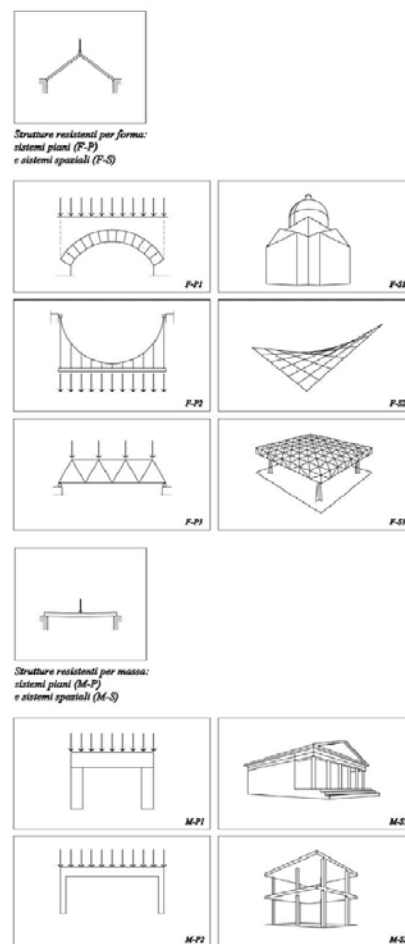 Strutture resistenti per forma:
sistemi piani (F-P)
e sistemi spaziali (F-S)
F-P1
F-P2
F-S2
F-P3
Strutture resistenti per massa:
sistemi piani (M-P)
e sistemi spaziali (M-S)
M-P1
M-P2